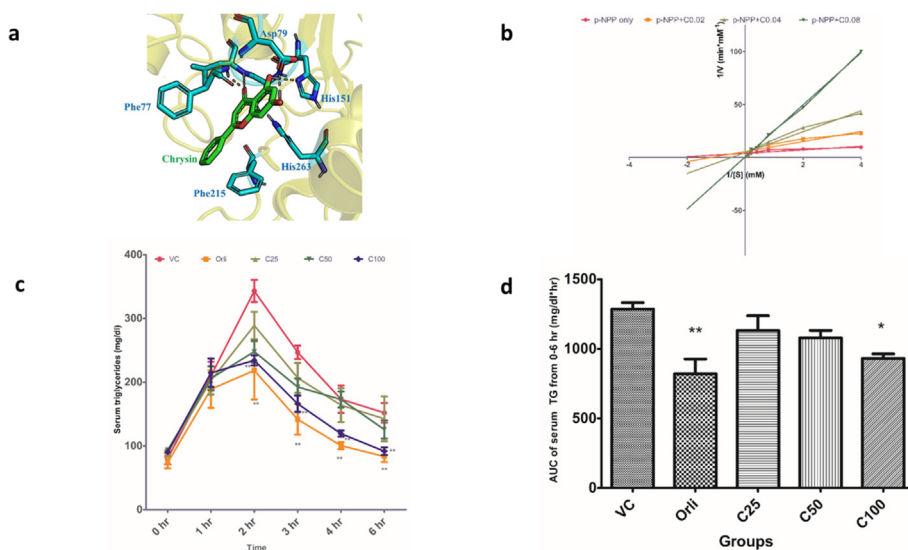 a
Asp79
Phe77
His151
Chrysin
His263
Phe215
b
p-NPP only p-NPP+C0.02 p-NPP+C0.04 p-NPP+C0.08
1/V (min*mM⁻¹)
100
50
-4 -2 2 4
1/[S] (mM)
-50
-100
c
VC Orli C25 C50 C100
Serum triglycerides (mg/dl)
400
300
200
100
0
**
**
**
**
**
**
0 hr 1 hr 2 hr 3 hr 4 hr 6 hr
Time
d
AUC of serum TG from 0-6 hr (mg/dl*hr)
1500
1000
500
0
**
*
VC Orli C25 C50 C100
Groups